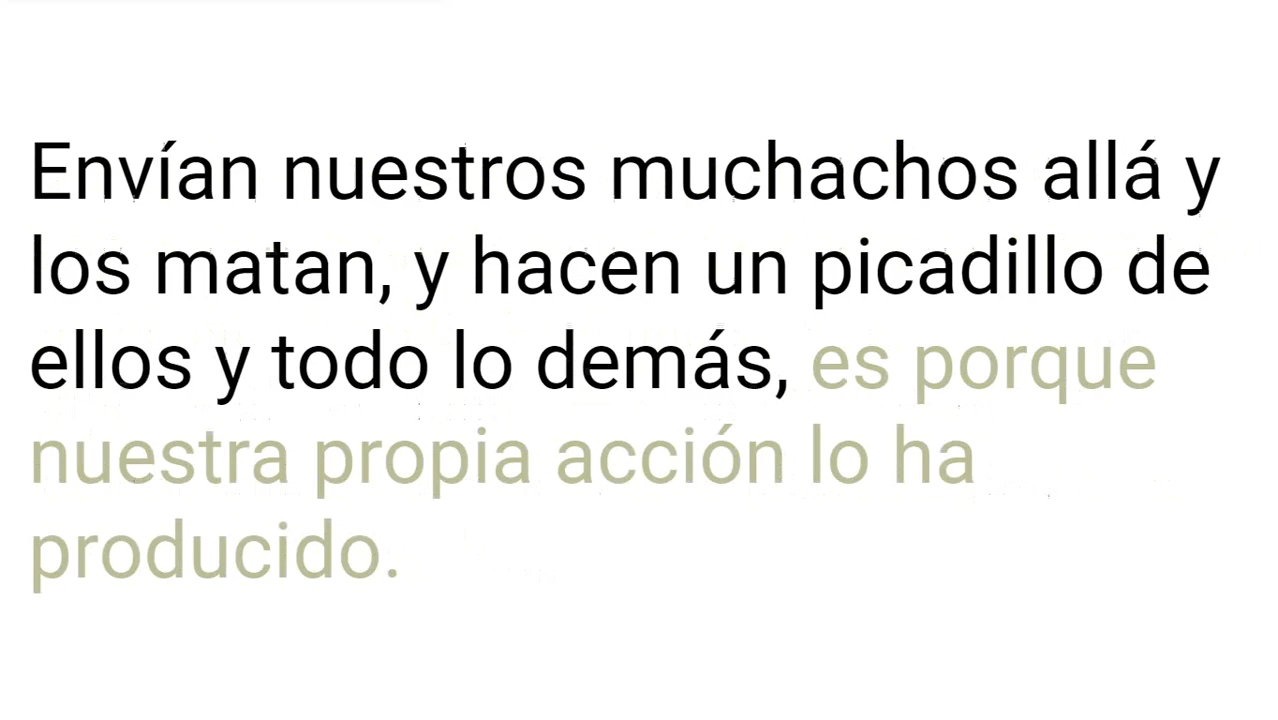 Envían nuestros muchachos allá y
los matan, y hacen un picadillo de
ellos y todo lo demás, es porque
nuestra propia acción lo ha
producido.